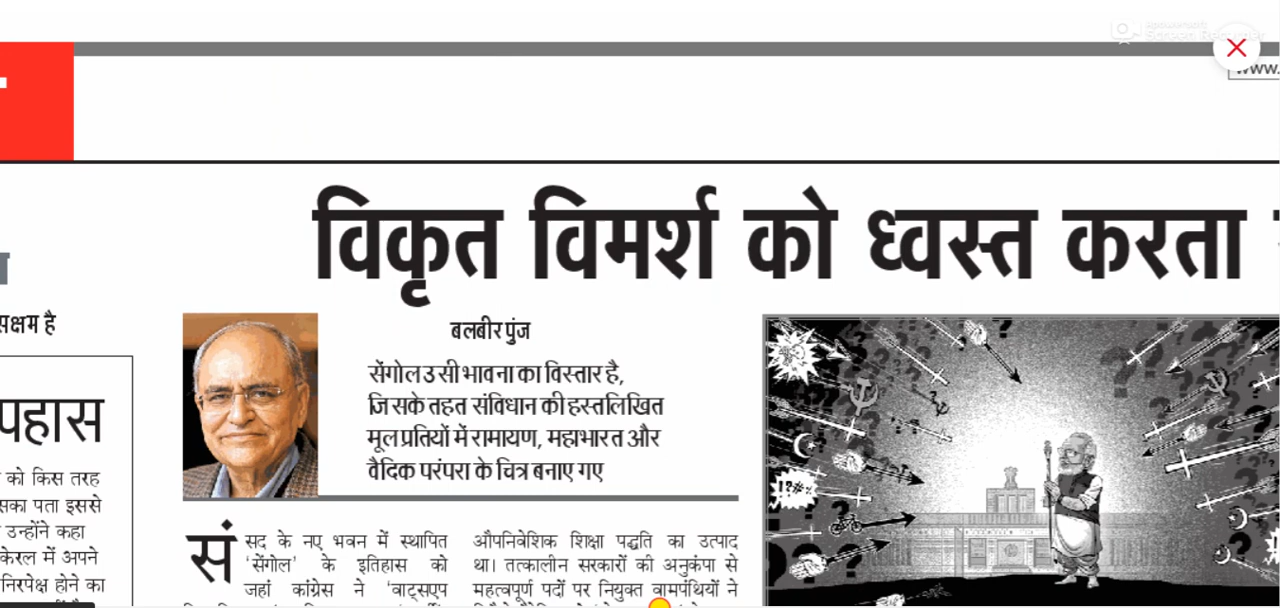 www.
विकृत विमर्श को ध्वस्त करता
सक्षम है
पहास
को किस तरह
सका पता इससे
उन्होंने कहा
केरल में अपने
निरपेक्ष होने का
बलबीर पुंज
सेंगोल उसी भावना का विस्तार है,
जिसके तहत संविधान की हस्तलिखित
मूल प्रतियों में रामायण, महाभारत और
वैदिक परंपरा के चित्र बनाए गए
संसद के नए भवन में स्थापित
‘सेंगोल’ के इतिहास को
जहां कांग्रेस ने ‘वाट्सएप
औपनिवेशिक शिक्षा पद्धति का उत्पाद
था। तत्कालीन सरकारों की अनुकंपा से
महत्वपूर्ण पदों पर नियुक्त वामपंथियों ने
!?#*